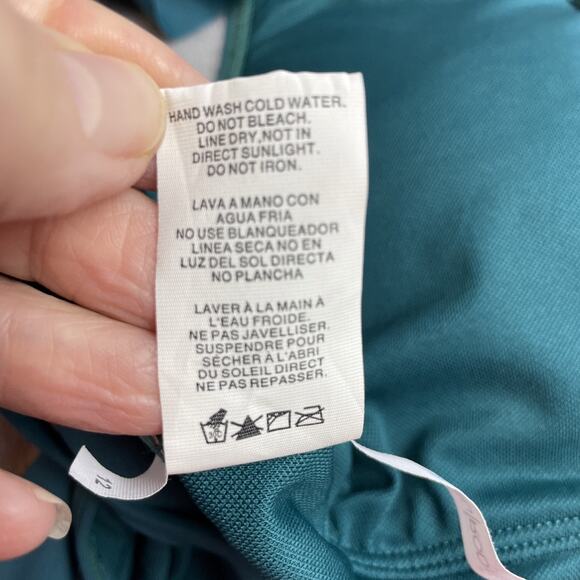 HAND WASH COLD WATER.
DO NOT BLEACH.
LINE DRY,NOT IN
DIRECT SUNLIGHT.
DO NOT IRON.
LAVA A MANO CON
AGUA FRIA
NO USE BLANQUEADOR
LINEA SECA NO EN
LUZ DEL SOL DIRECTA
NO PLANCHA
LAVER À LA MAIN À
L'EAU FROIDE.
NE PAS JAVELLISER.
SUSPENDRE POUR
SÉCHER À L'ABRI
DU SOLEIL DIRECT
NE PAS REPASSER.
12